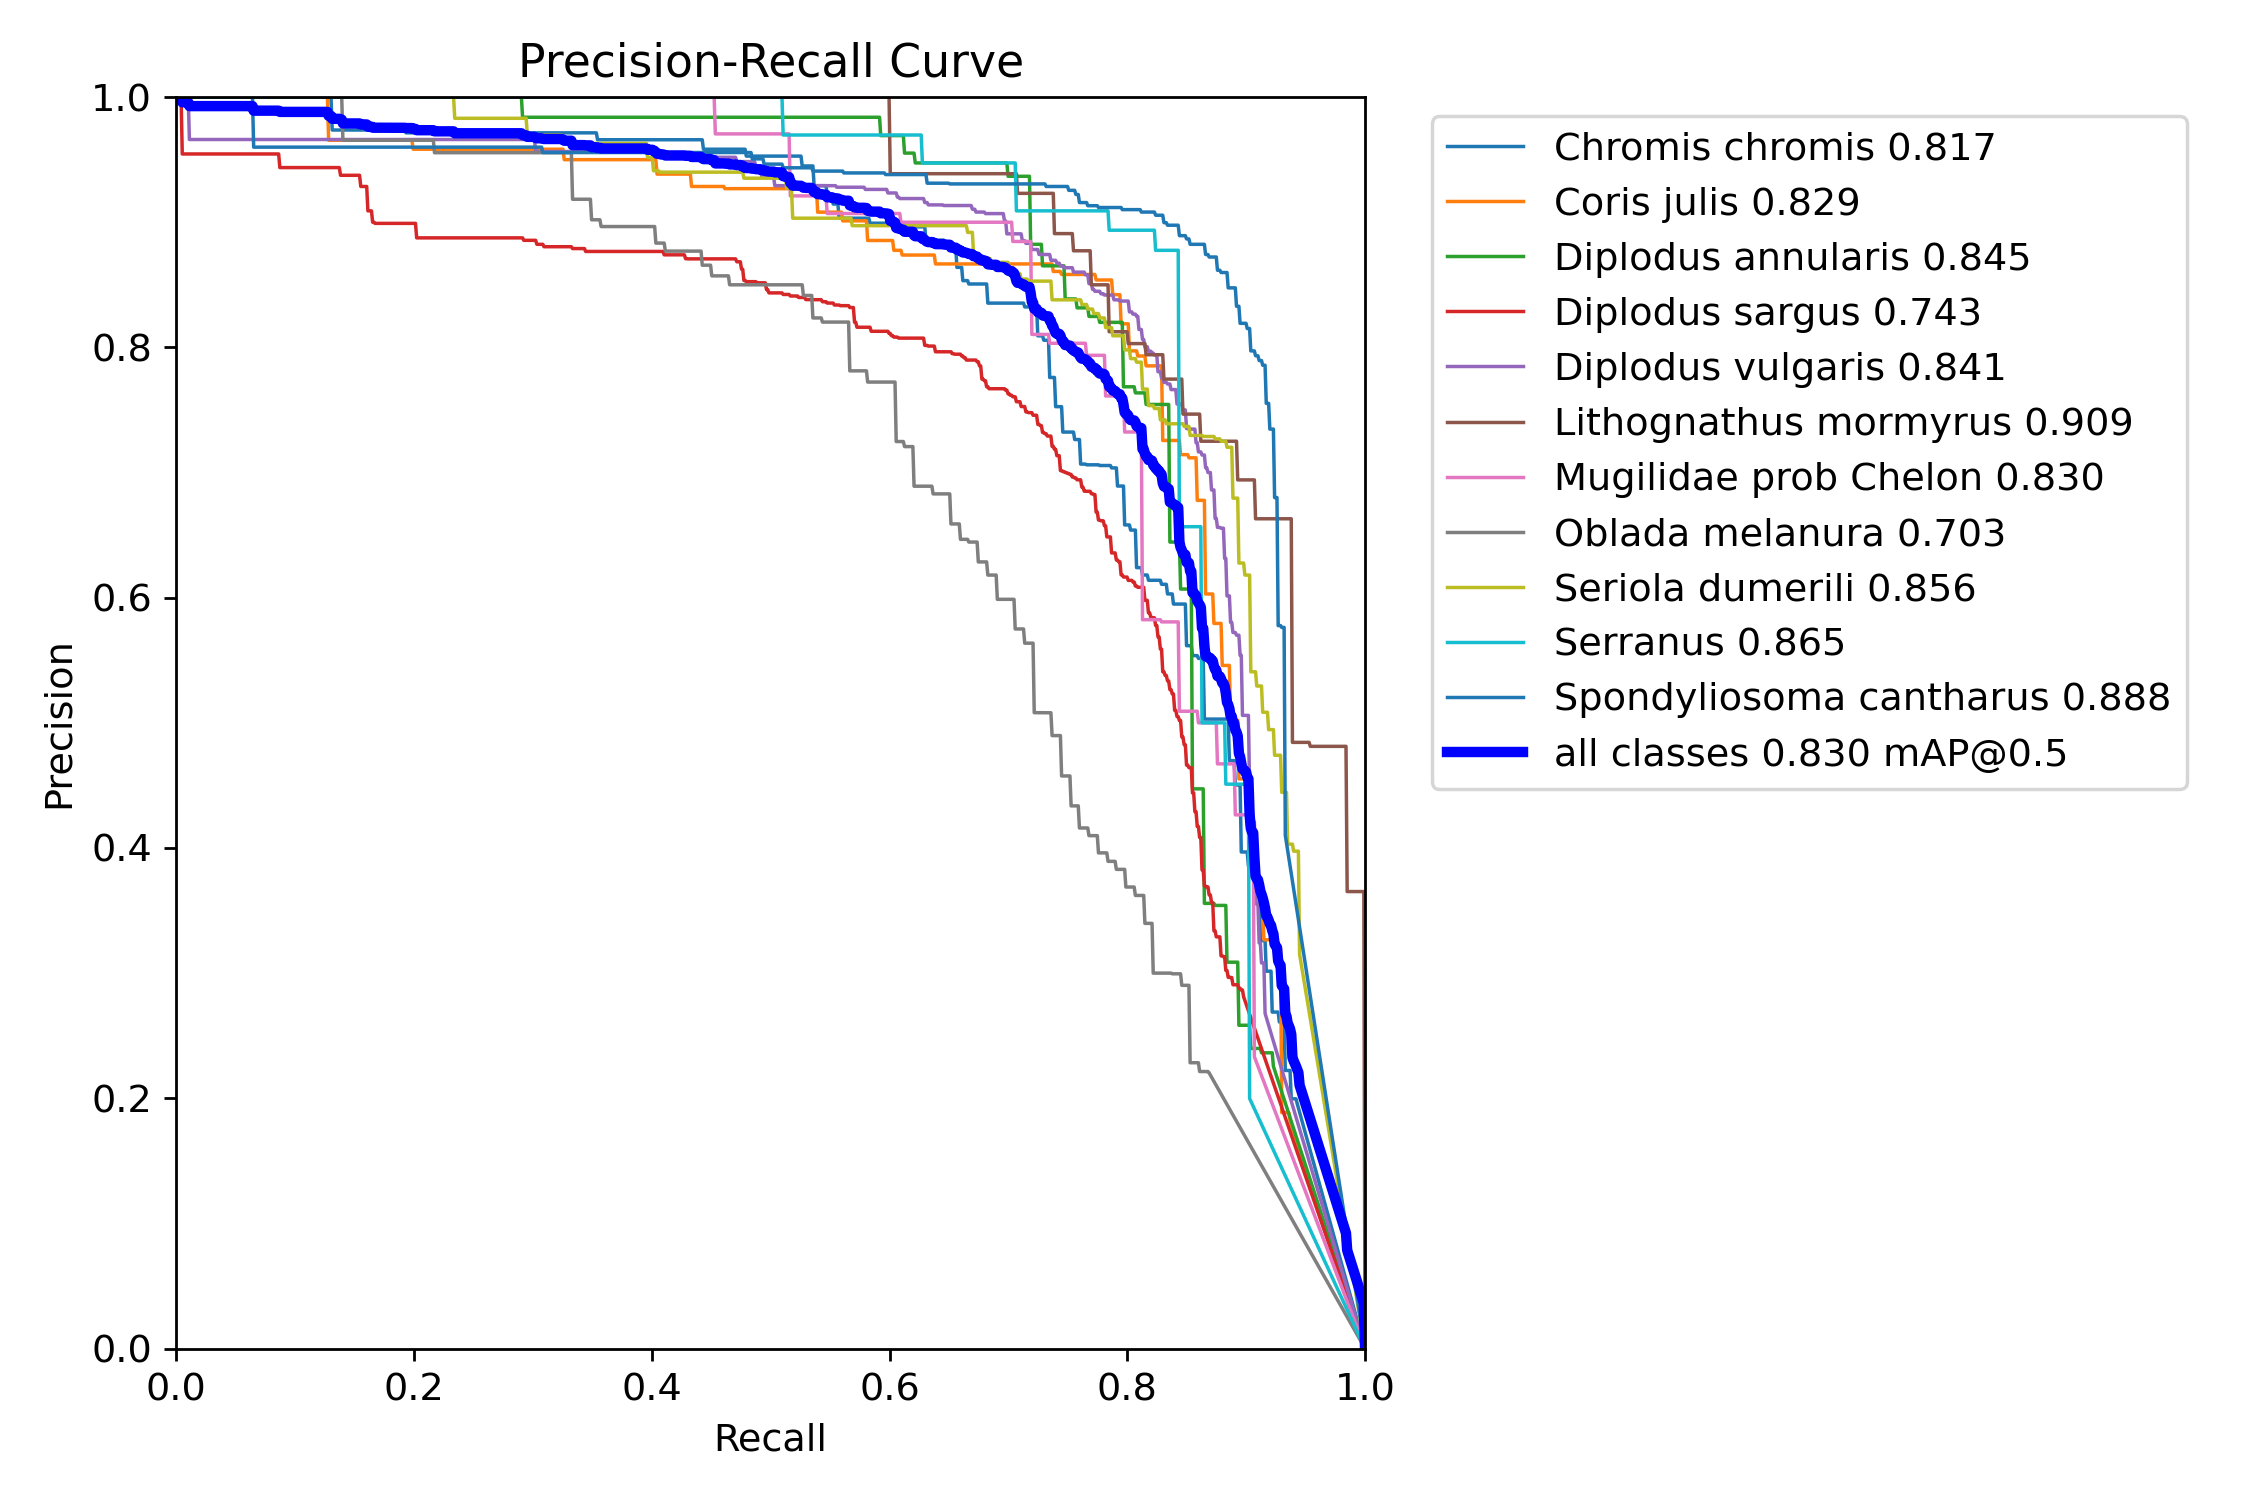 Precision-Recall Curve
1.0
0.8
0.6
0.4
0.2
0.0
Precision
0.0 0.2 0.4 0.6 0.8 1.0
Recall
Chromis chromis 0.817
Coris julis 0.829
Diplodus annularis 0.845
Diplodus sargus 0.743
Diplodus vulgaris 0.841
Lithognathus mormyrus 0.909
Mugilidae prob Chelon 0.830
Oblada melanura 0.703
Seriola dumerili 0.856
Serranus 0.865
Spondyliosoma cantharus 0.888
all classes 0.830 mAP@0.5